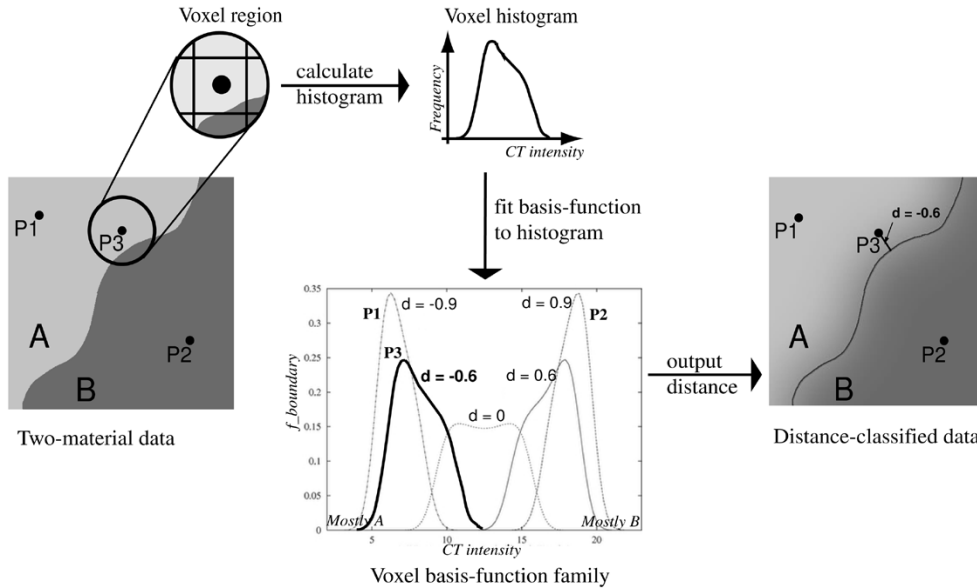 Voxel region
Voxel histogram
calculate
histogram
Frequency
CT intensity
P1
P3
A
P2
B
Two-material data
fit basis-function
to histogram
0.35
0.3
0.25
0.2
0.15
0.1
0.05
0
f_boundary
P1
d = -0.9
d = 0.9
P2
P3
d = -0.6
d = 0.6
d = 0
Mostly A
Mostly B
5
10
15
20
CT intensity
Voxel basis-function family
output
distance
P1
d = -0.6
P3
A
P2
B
Distance-classified data